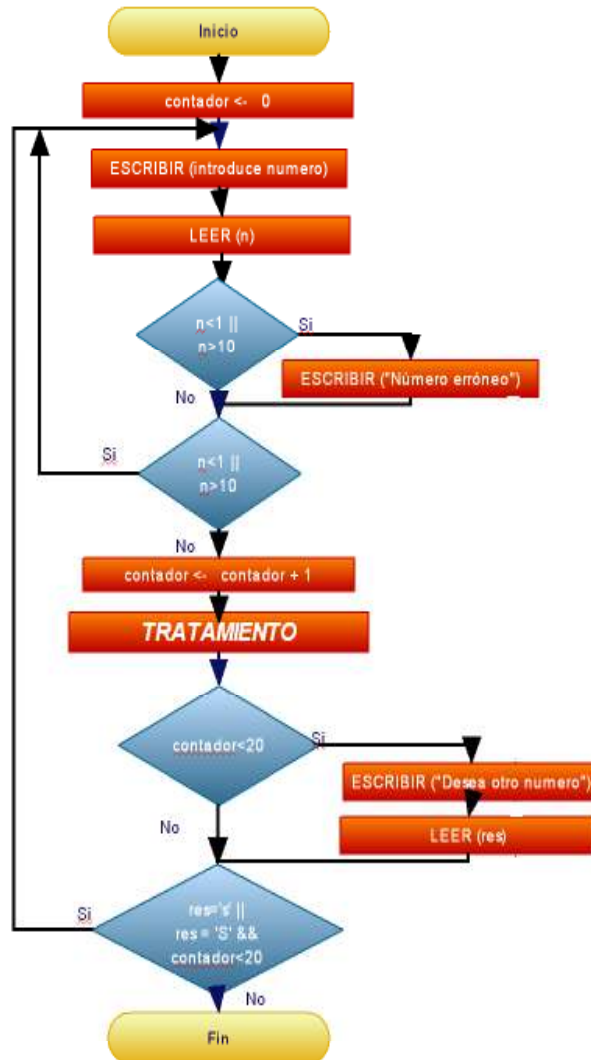 Inicio
contador <- 0
ESCRIBIR (introduce numero)
LEER (n)
n<1 ||
n>10
Si
ESCRIBIR ("Número erróneo")
No
Si
n<1 ||
n>10
No
contador <- contador + 1
TRATAMIENTO
contador<20
Si
ESCRIBIR ("Desea otro numero")
LEER (res)
No
Si
res='s' ||
res = 'S' &&
contador<20
No
Fin